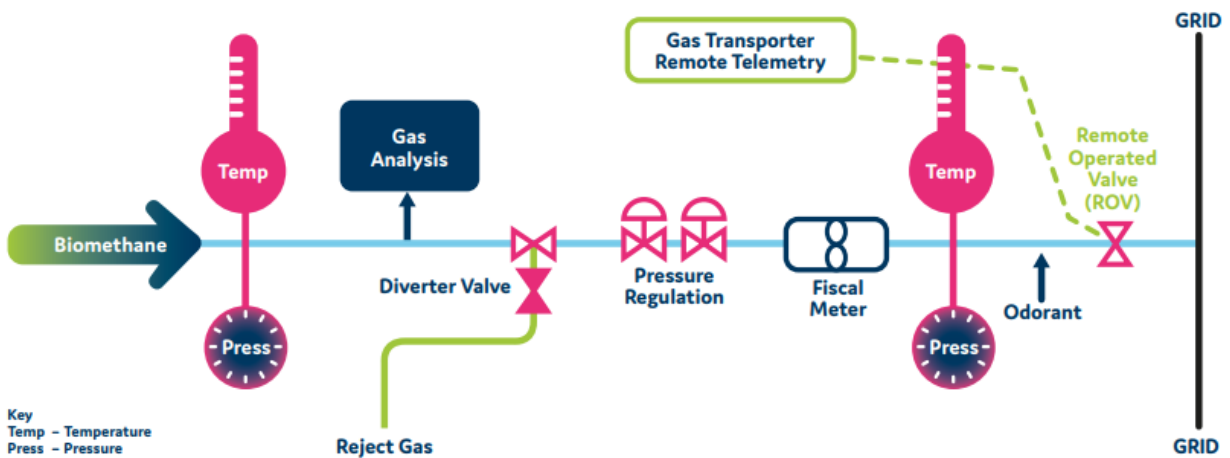 GRID
Gas Transporter
Remote Telemetry
Temp
Gas
Analysis
Temp
Remote
Operated
Valve
(ROV)
Biomethane
Diverter Valve
Pressure
Regulation
Fiscal
Meter
Odorant
Press
Press
Key
Temp – Temperature
Press – Pressure
Reject Gas
GRID